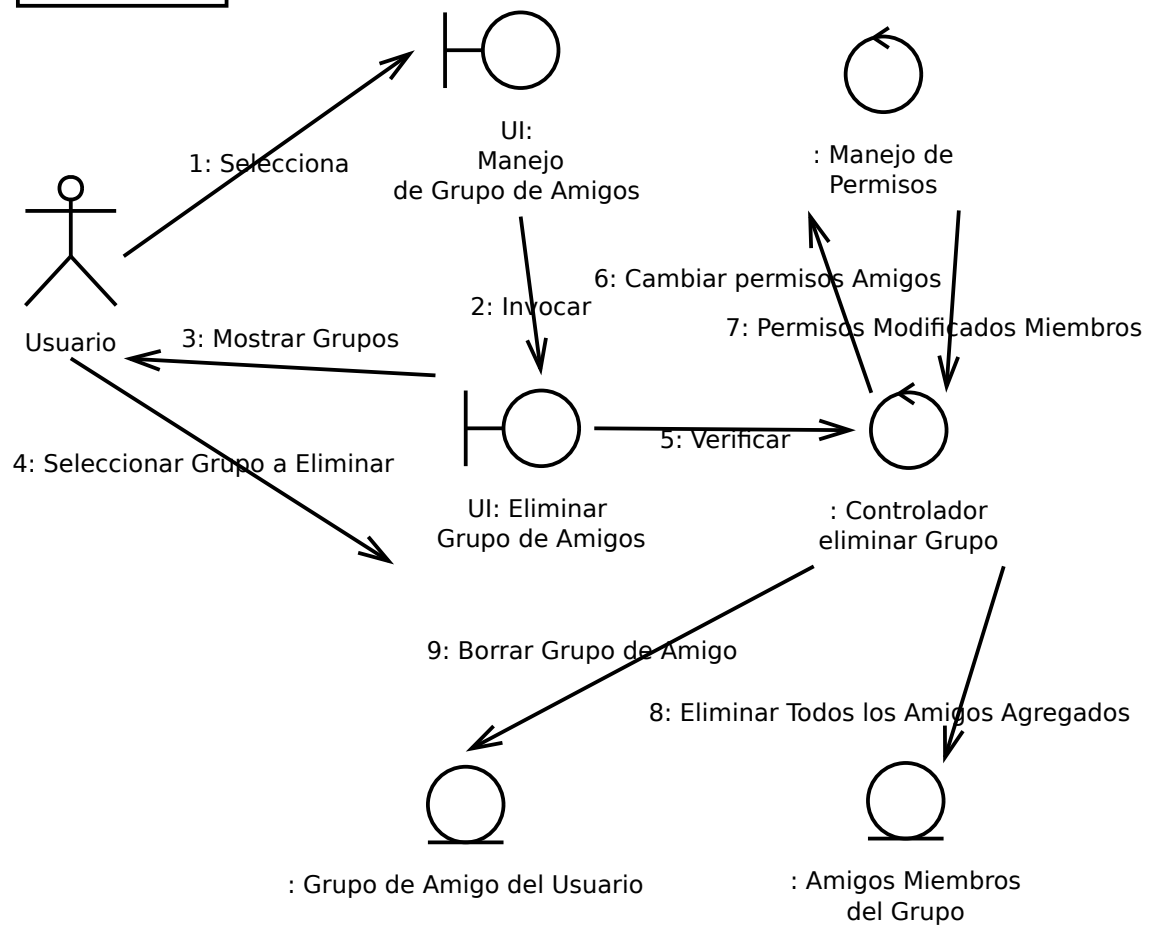 UI:
Manejo
de Grupo de Amigos
: Manejo de
Permisos
1: Selecciona
6: Cambiar permisos Amigos
2: Invocar
7: Permisos Modificados Miembros
Usuario
3: Mostrar Grupos
5: Verificar
4: Seleccionar Grupo a Eliminar
UI: Eliminar
Grupo de Amigos
: Controlador
eliminar Grupo
9: Borrar Grupo de Amigo
8: Eliminar Todos los Amigos Agregados
: Grupo de Amigo del Usuario
: Amigos Miembros
del Grupo